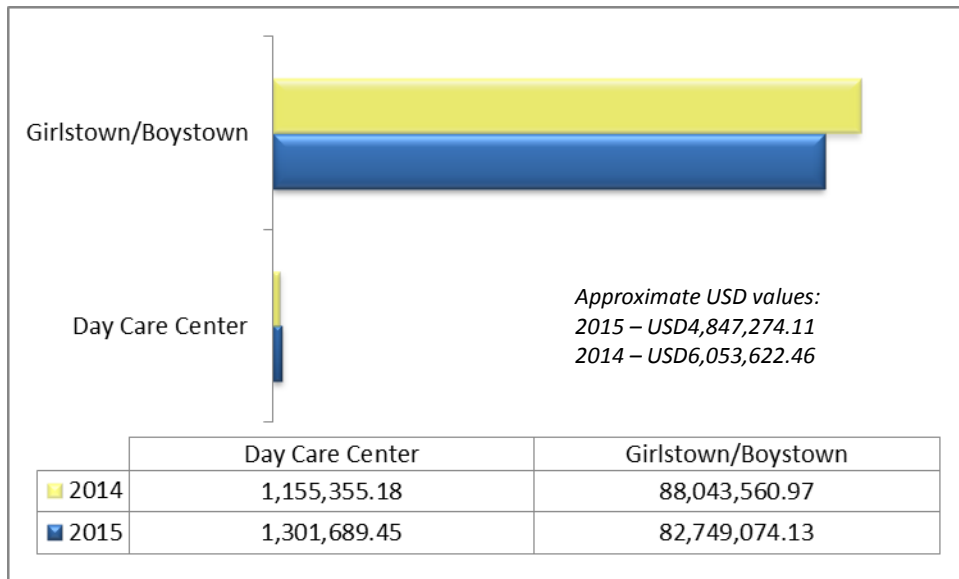 Girlstown/Boystown
Day Care Center
Approximate USD values:
2015 – USD4,847,274.11
2014 – USD6,053,622.46
Day Care Center Girlstown/Boystown
2014 1,155,355.18 88,043,560.97
2015 1,301,689.45 82,749,074.13